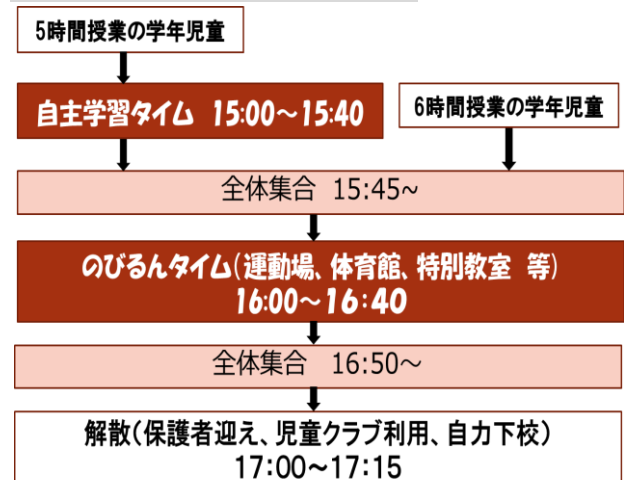 5時間授業の学年児童
自主学習タイム 15:00～15:40
6時間授業の学年児童
全体集合 15:45~
のびるんタイム(運動場、体育館、特別教室 等)
16:00～16:40
全体集合 16:50～
解散(保護者迎え、児童クラブ利用、自力下校)
17:00～17:15